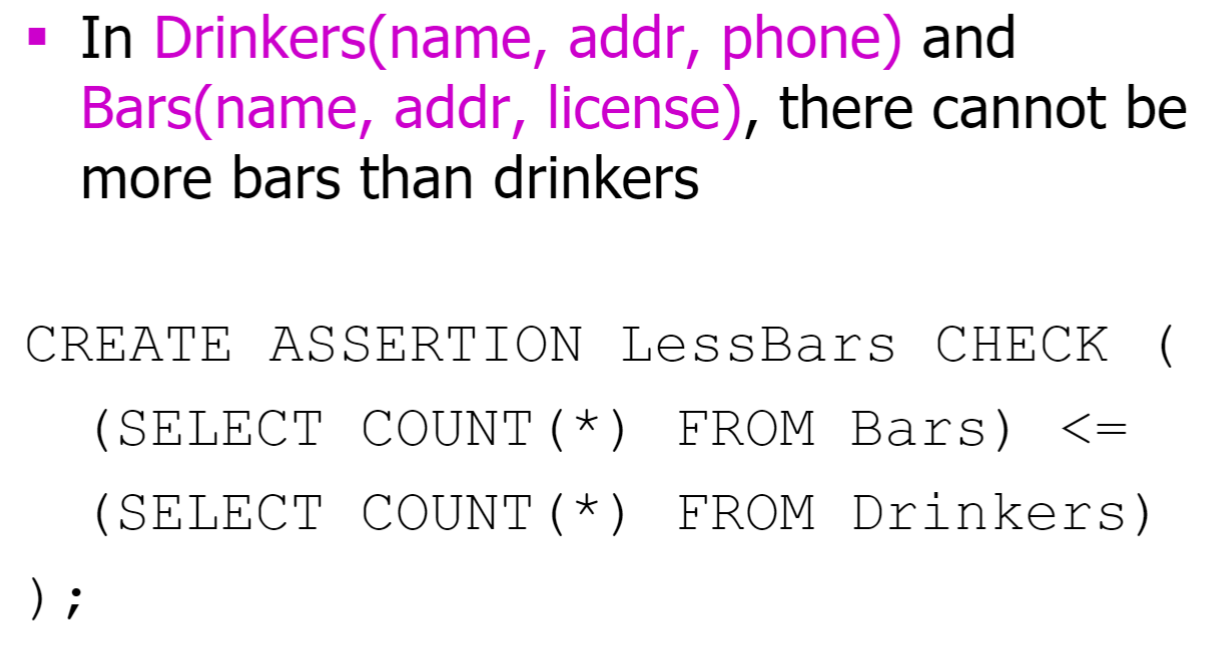 ▪ In Drinkers(name, addr, phone) and
Bars(name, addr, license), there cannot be
more bars than drinkers
CREATE ASSERTION LessBars CHECK (
(SELECT COUNT(*) FROM Bars) <=
(SELECT COUNT(*) FROM Drinkers)
);